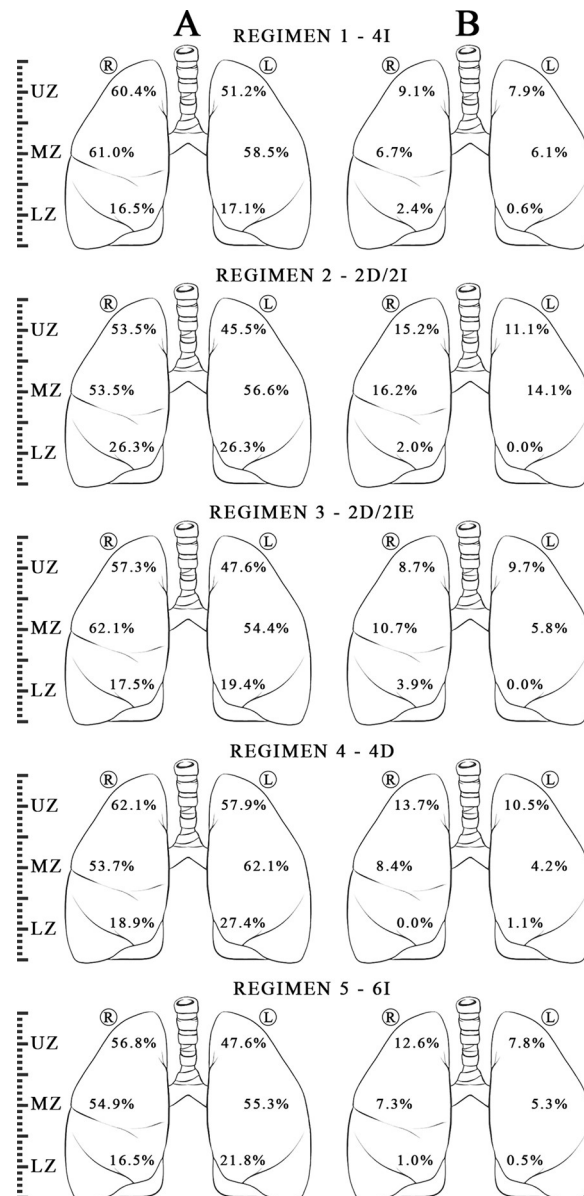 A B
REGIMEN 1 - 4I
R L R L
UZ 60.4% 51.2% 9.1% 7.9%
MZ 61.0% 58.5% 6.7% 6.1%
LZ 16.5% 17.1% 2.4% 0.6%
REGIMEN 2 - 2D/2I
R L R L
UZ 53.5% 45.5% 15.2% 11.1%
MZ 53.5% 56.6% 16.2% 14.1%
LZ 26.3% 26.3% 2.0% 0.0%
REGIMEN 3 - 2D/2IE
R L R L
UZ 57.3% 47.6% 8.7% 9.7%
MZ 62.1% 54.4% 10.7% 5.8%
LZ 17.5% 19.4% 3.9% 0.0%
REGIMEN 4 - 4D
R L R L
UZ 62.1% 57.9% 13.7% 10.5%
MZ 53.7% 62.1% 8.4% 4.2%
LZ 18.9% 27.4% 0.0% 1.1%
REGIMEN 5 - 6I
R L R L
UZ 56.8% 47.6% 12.6% 7.8%
MZ 54.9% 55.3% 7.3% 5.3%
LZ 16.5% 21.8% 1.0% 0.5%